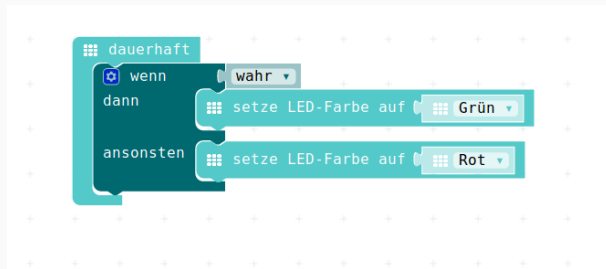 dauerhaft
wenn wahr
dann
setze LED-Farbe auf Grün
ansonsten setze LED-Farbe auf Rot